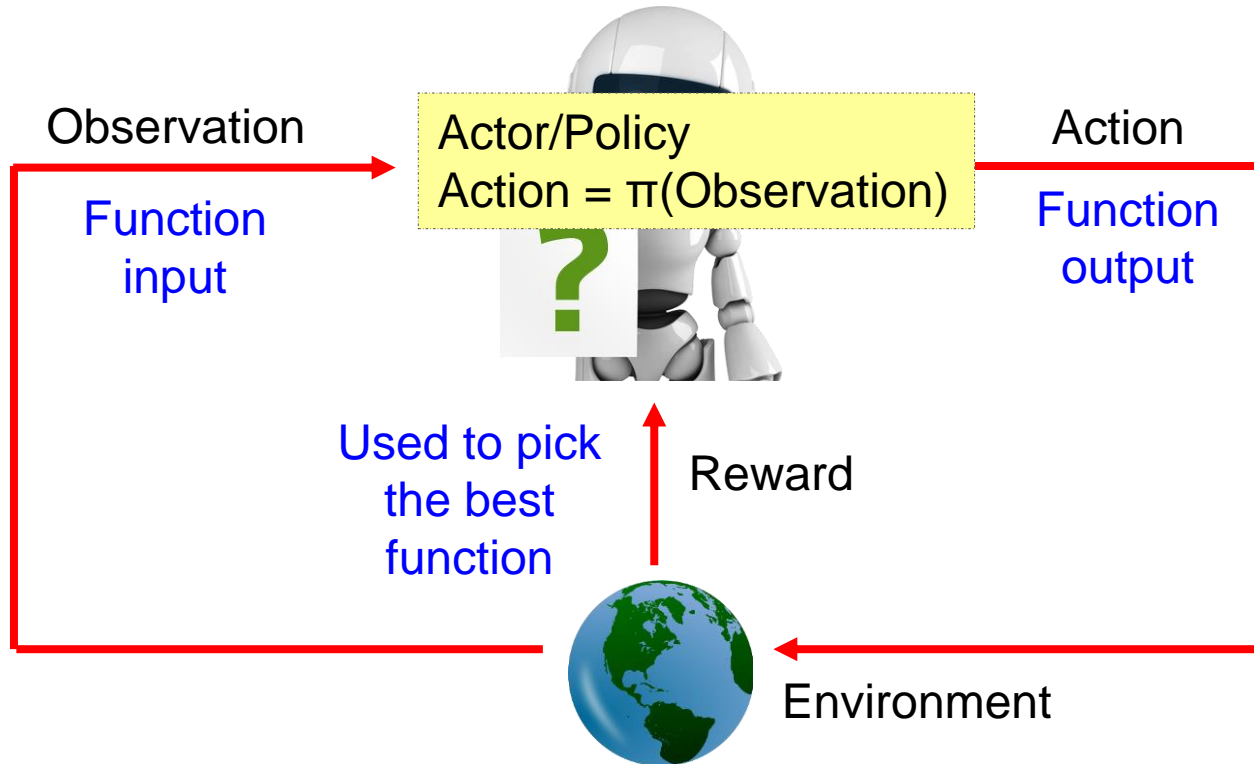 Observation
Function
input
Actor/Policy
Action = π(Observation)
?
Action
Function
output
Used to pick
the best
function
Reward
Environment